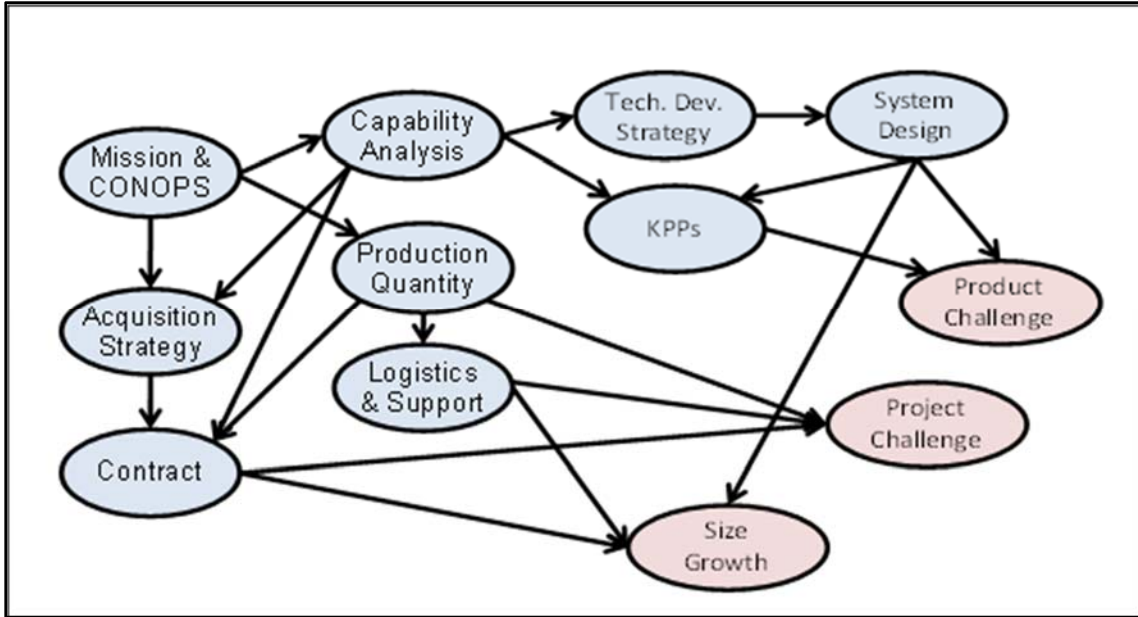 Mission &
CONOPS
Capability
Analysis
Tech. Dev.
Strategy
System
Design
KPPs
Production
Quantity
Product
Challenge
Acquisition
Strategy
Logistics
& Support
Project
Challenge
Contract
Size
Growth